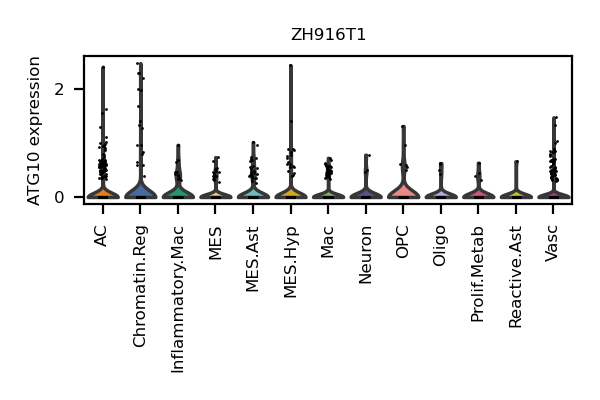 ZH916T1
ATG10 expression
2
0
AC
Chromatin.Reg
Inflammatory.Mac
MES
MES.Ast
MES.Hyp
Mac
Neuron
OPC
Oligo
Prolif.Metab
Reactive.Ast
Vasc